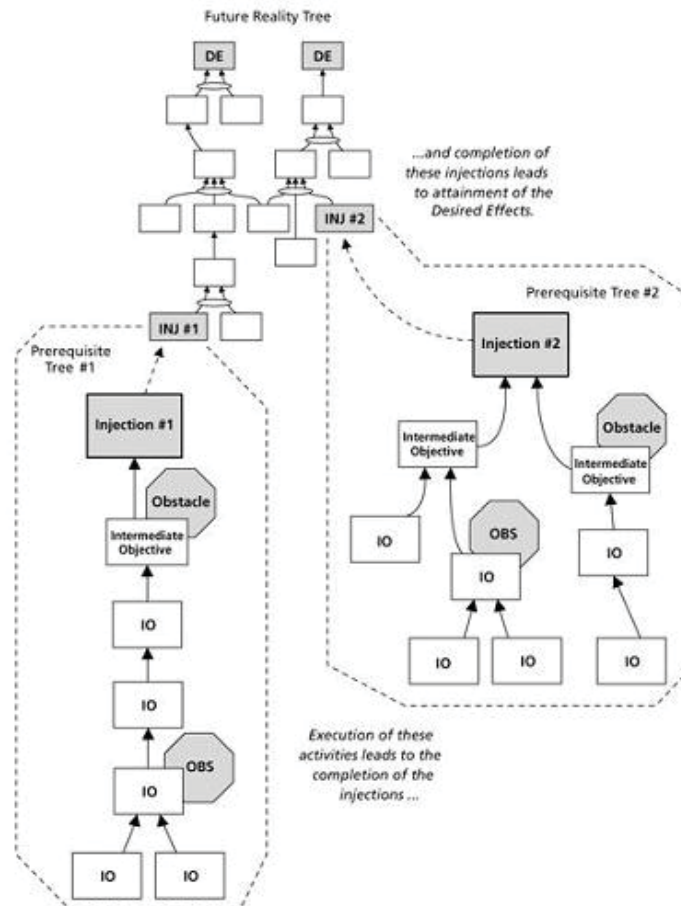 Future Reality Tree
DE
DE
...and completion of
these injections leads
to attainment of the
Desired Effects.
INJ #2
INJ #1
Prerequisite
Tree #1
Injection #1
Obstacle
Intermediate
Objective
IO
IO
OBS
IO
IO
IO
Prerequisite Tree #2
Injection #2
Intermediate
Objective
Obstacle
Intermediate
Objective
IO
OBS
IO
IO
IO
IO
IO
Execution of these
activities leads to the
completion of the
injections ...